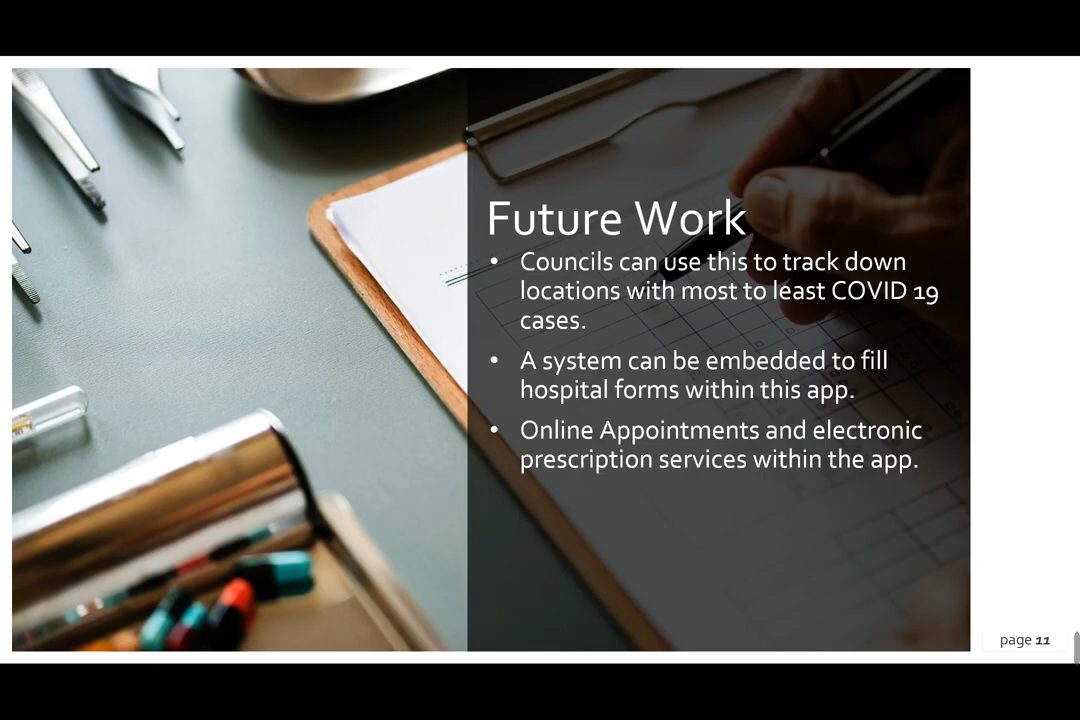 Future Work
• Councils can use this to track down
locations with most to least COVID 19
cases.
• A system can be embedded to fill
hospital forms within this app.
• Online Appointments and electronic
prescription services within the app.
page 11